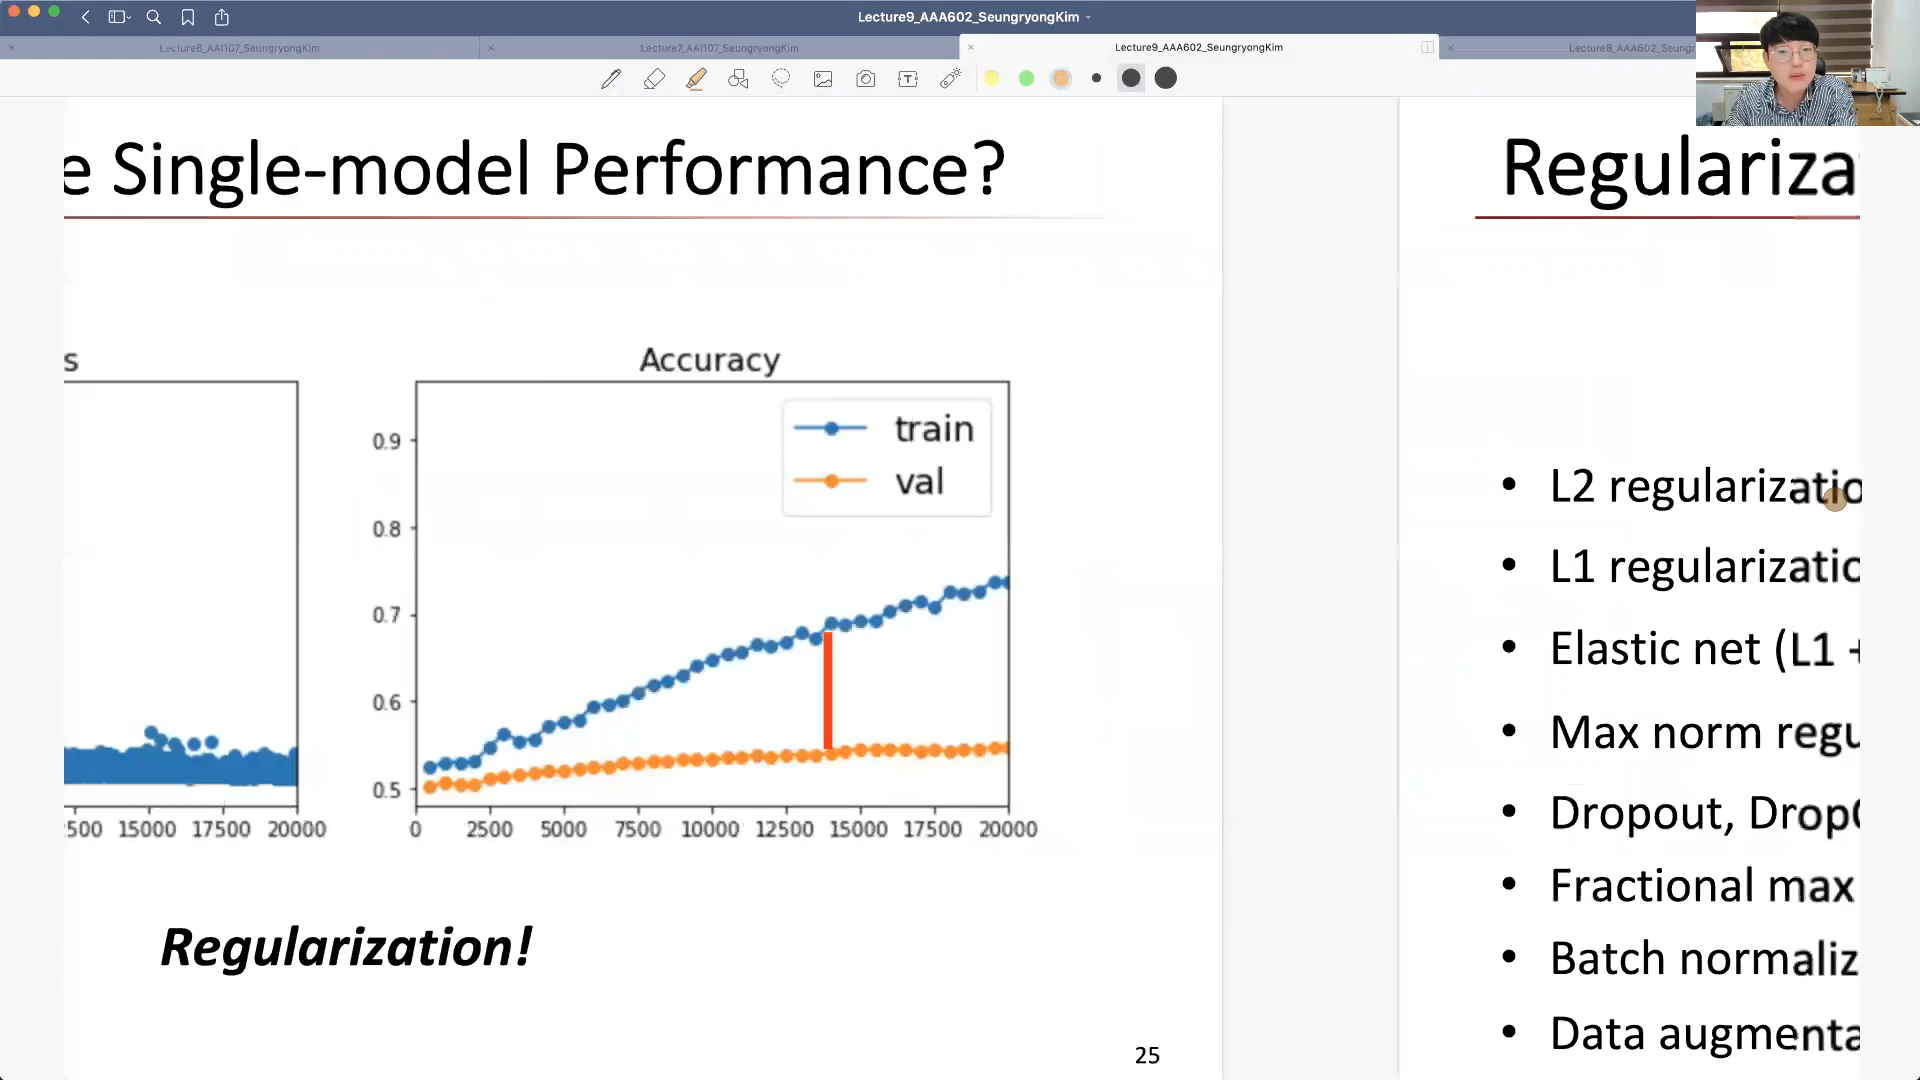 Lecture9_AAA602_SeungryongKim
Lecture6_AAI107_SeungryongKim
Lecture7_AAI107_SeungryongKim
Lecture9_AAA602_SeungryongKim
Lecture8_AAA602_Seungr
e Single-model Performance?
s
500 15000 17500 20000
Accuracy
train
val
0.9
0.8
0.7
0.6
0.5
0 2500 5000 7500 10000 12500 15000 17500 20000
Regularization!
25
Regulariza
• L2 regularizatio
• L1 regularizatio
• Elastic net (L1 +
• Max norm regu
• Dropout, Drop
• Fractional max
• Batch normaliz
• Data augmenta